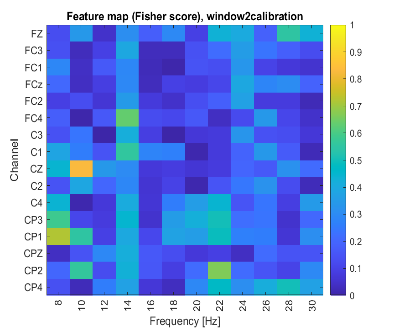 Feature map (Fisher score), window2calibration
Channel
FZ
FC3
FC1
FCz
FC2
FC4
C3
C1
CZ
C2
C4
CP3
CP1
CPZ
CP2
CP4
8 10 12 14 16 18 20 22 24 26 28 30
Frequency [Hz]
1
0.9
0.8
0.7
0.6
0.5
0.4
0.3
0.2
0.1
0